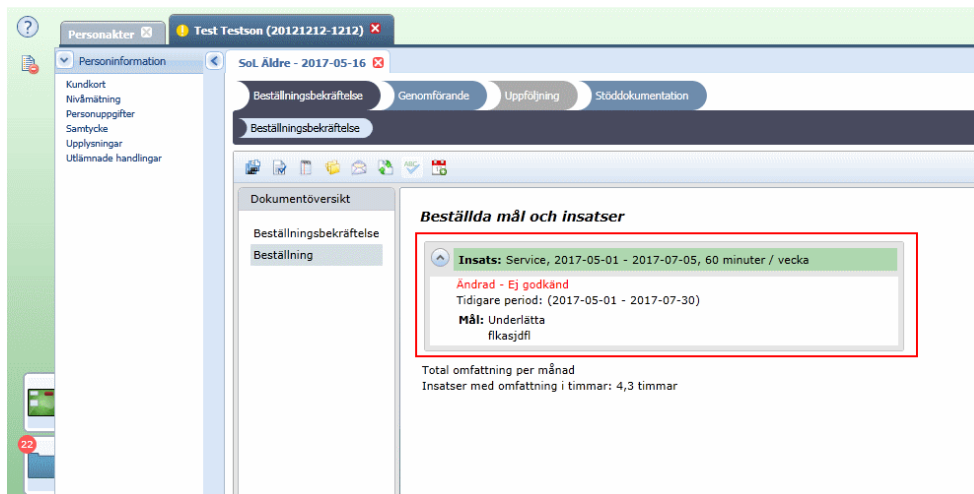 ?
Personakter
Test Testson (20121212-1212)
Personinformation
Kundkort
Nivåmätning
Personuppgifter
Samtycke
Upplysningar
Utlämnade handlingar
22
SoL Äldre - 2017-05-16
Beställningsbekräftelse
Genomförande
Uppföljning
Stöddokumentation
Beställningsbekräftelse
ABC
Dokumentöversikt
Beställningsbekräftelse
Beställning
Beställda mål och insatser
Insats: Service, 2017-05-01 - 2017-07-05, 60 minuter / vecka
Ändrad - Ej godkänd
Tidigare period: (2017-05-01 - 2017-07-30)
Mål: Underlätta
flkasjdfl
Total omfattning per månad
Insatser med omfattning i timmar: 4,3 timmar